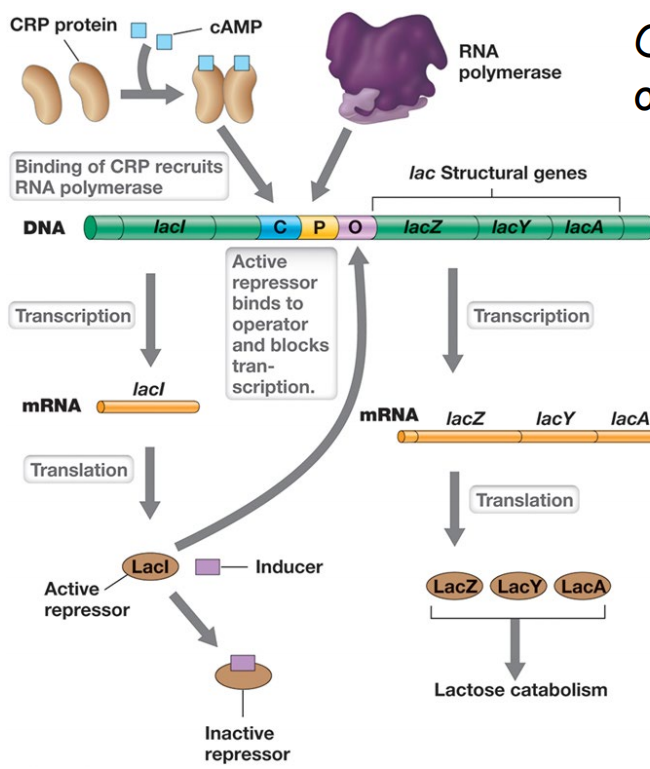 CRP protein
cAMP
RNA
polymerase
Binding of CRP recruits
RNA polymerase
lac Structural genes
DNA
lacI
C
P
O
lacZ
lacY
lacA
Active
repressor
binds to
operator
and blocks
tran-
scription.
Transcription
Transcription
lacI
mRNA
mRNA
lacZ
lacY
lacA
Translation
Translation
LacI
Inducer
Active
repressor
LacZ
LacY
LacA
Lactose catabolism
Inactive
repressor